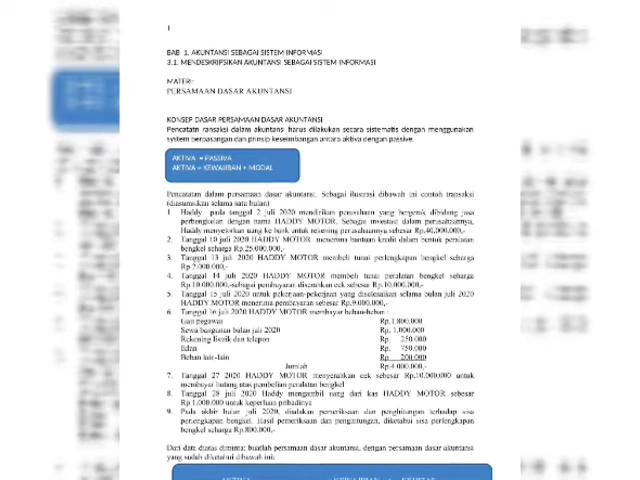 1
BAB 1. AKUNTANSI SEBAGAI SISTEM INFORMASI
3.1. MENDESKRIPSIKAN AKUNTANSI SEBAGAI SISTEM INFORMASI
MATERI:
PERSAMAAN DASAR AKUNTANSI
KONSEP DASAR PERSAMAAN DASAR AKUNTANSI
Pencatatn ransaksi dalam akuntansi harus dilakukan secara sistematis dengan menggunakan
system berpasangan dan prinsip keseimbangan antara aktiva dengan passive.
AKTIVA = PASSIVA
AKTIVA = KEWAJIBAN + MODAL
Pencatatan dalam persamaan dasar akuntansi. Sebagai ilustrasi dibawah ini contoh transaksi
(diasumsikan selama satu bulan)
1. Haddy pada tanggal 2 juli 2020 mendirikan perusahaan yang bergerak dibidang jasa
perbengkelan dengan nama HADDY MOTOR. Sebagai investasi dalam perusahaannya,
Haddy menyetorkan uang ke bank untuk rekening perusahaannya sebesar Rp.40.000.000,-
2. Tanggal 10 juli 2020 HADDY MOTOR menerima bantuan kredit dalam bentuk peralatan
bengkel seharga Rp.25.000.000,-
3. Tanggal 13 juli 2020 HADDY MOTOR membeli tunai perlengkapan bengkel seharga
Rp 2.000.000,-
4. Tanggal 14 juli 2020 HADDY MOTOR membeli tunai peralatan bengkel seharga
Rp.10.000.000,-sebagai pembayaran diserahkan cek sebesar Rp.10.000.000,-
5. Tanggal 15 juli 2020 untuk pekerjaan-pekerjaan yang diselesaikan selama bulan juli 2020
HADDY MOTOR menerima pembayaran sebesar Rp.9.000.000,-
6. Tanggal 16 juli 2020 HADDY MOTOR membayar beban-beban :
Gaji pegawai Rp.1.800.000
Sewa bangunan bulan juli 2020 Rp. 1.000.000
Rekening listrik dan telepon Rp. 250.000
Iklan Rp. 750.000
Beban lain-lain Rp. 200.000
Jumlah Rp.4.000.000,-
7. Tanggal 27 2020 HADDY MOTOR menyerahkan cek sebesar Rp.10.000.000 untuk
membayar hutang atas pembelian peralatan bengkel
8. Tanggal 28 juli 2020 Haddy mengambil uang dari kas HADDY MOTOR sebesar
Rp.1.000.000 untuk keperluan pribadinya
9. Pada akhir bulan juli 2020, diadakan pemeriksaan dan penghitungan terhadap sisa
perlengkapan bengkel. Hasil pemeriksaan dan pengitungan, diketahui sisa perlengkapan
bengkel seharga Rp.800.000,-
Dari data diatas diminta: buatlah persamaan dasar akuntansi, dengan persamaan dasar akuntansi
yang sudah diketahui dibawah ini: